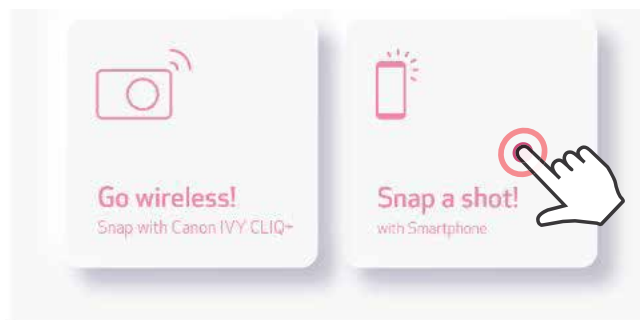 Go wireless!
Snap with Canon IVY CLIQ+
Snap a shot!
with Smartphone